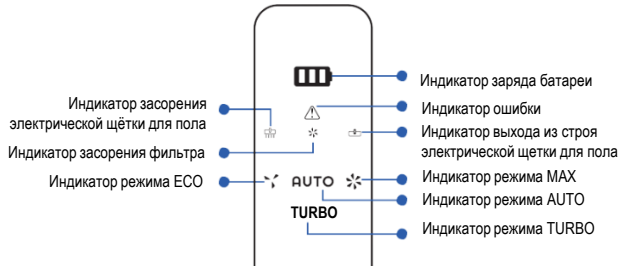 Индикатор засорения
электрической щётки для пола
Индикатор засорения фильтра
Индикатор режима ECO
AUTO
TURBO
Индикатор заряда батареи
Индикатор ошибки
Индикатор выхода из строя
электрической щетки для пола
Индикатор режима MAX
Индикатор режима AUTO
Индикатор режима TURBO